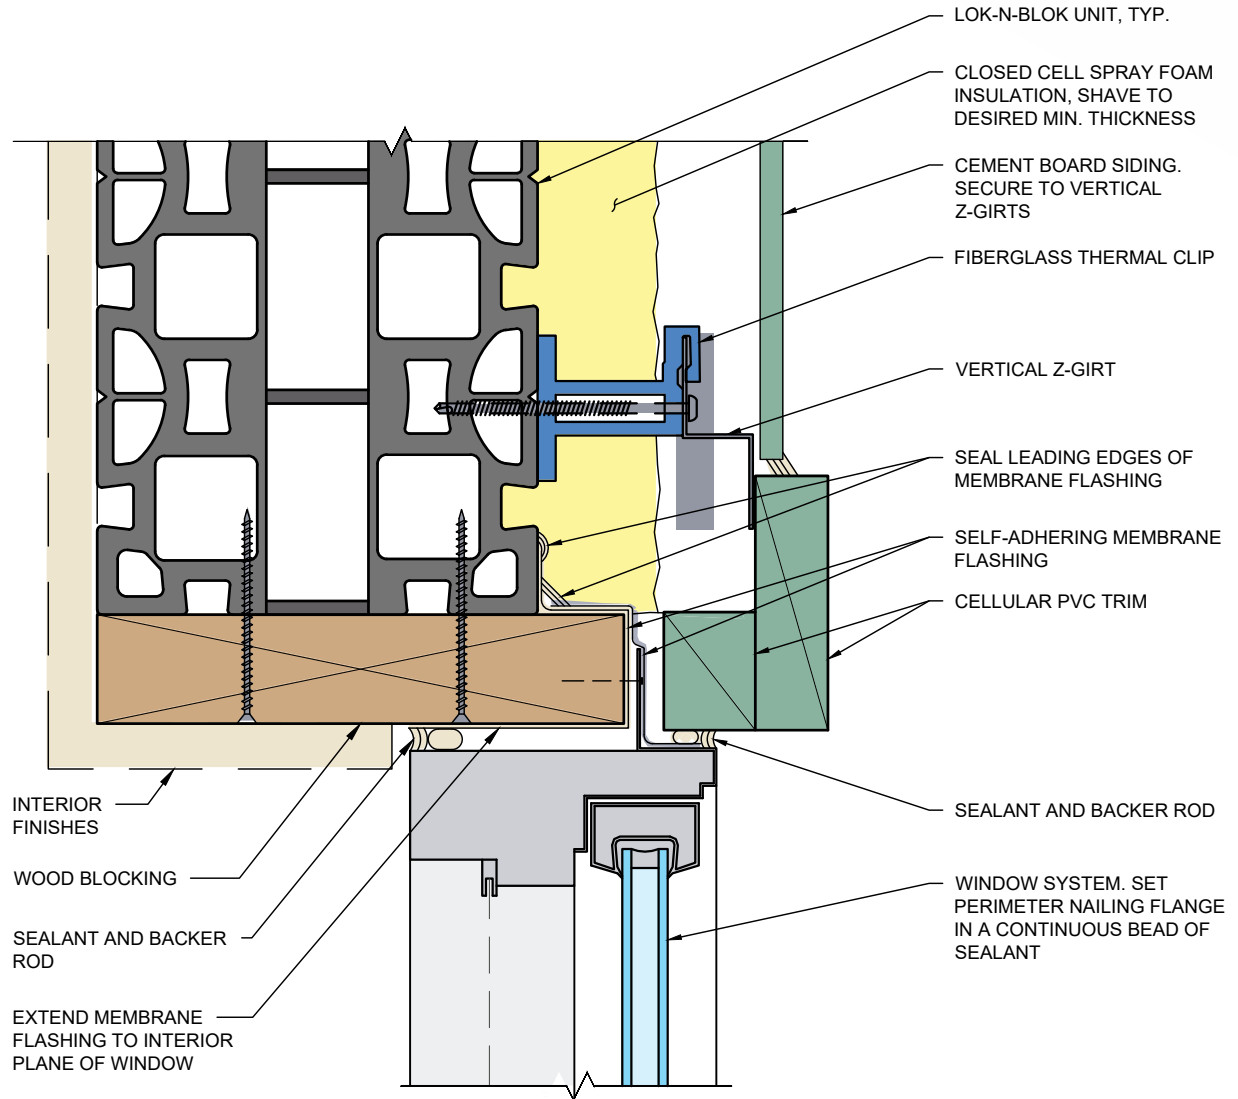 LOK-N-BLOK UNIT, TYP.
CLOSED CELL SPRAY FOAM
INSULATION, SHAVE TO
DESIRED MIN. THICKNESS
CEMENT BOARD SIDING.
SECURE TO VERTICAL
Z-GIRTS
FIBERGLASS THERMAL CLIP
VERTICAL Z-GIRT
SEAL LEADING EDGES OF
MEMBRANE FLASHING
SELF-ADHERING MEMBRANE
FLASHING
CELLULAR PVC TRIM
SEALANT AND BACKER ROD
WINDOW SYSTEM. SET
PERIMETER NAILING FLANGE
IN A CONTINUOUS BEAD OF
SEALANT
INTERIOR
FINISHES
WOOD BLOCKING
SEALANT AND BACKER
ROD
EXTEND MEMBRANE
FLASHING TO INTERIOR
PLANE OF WINDOW